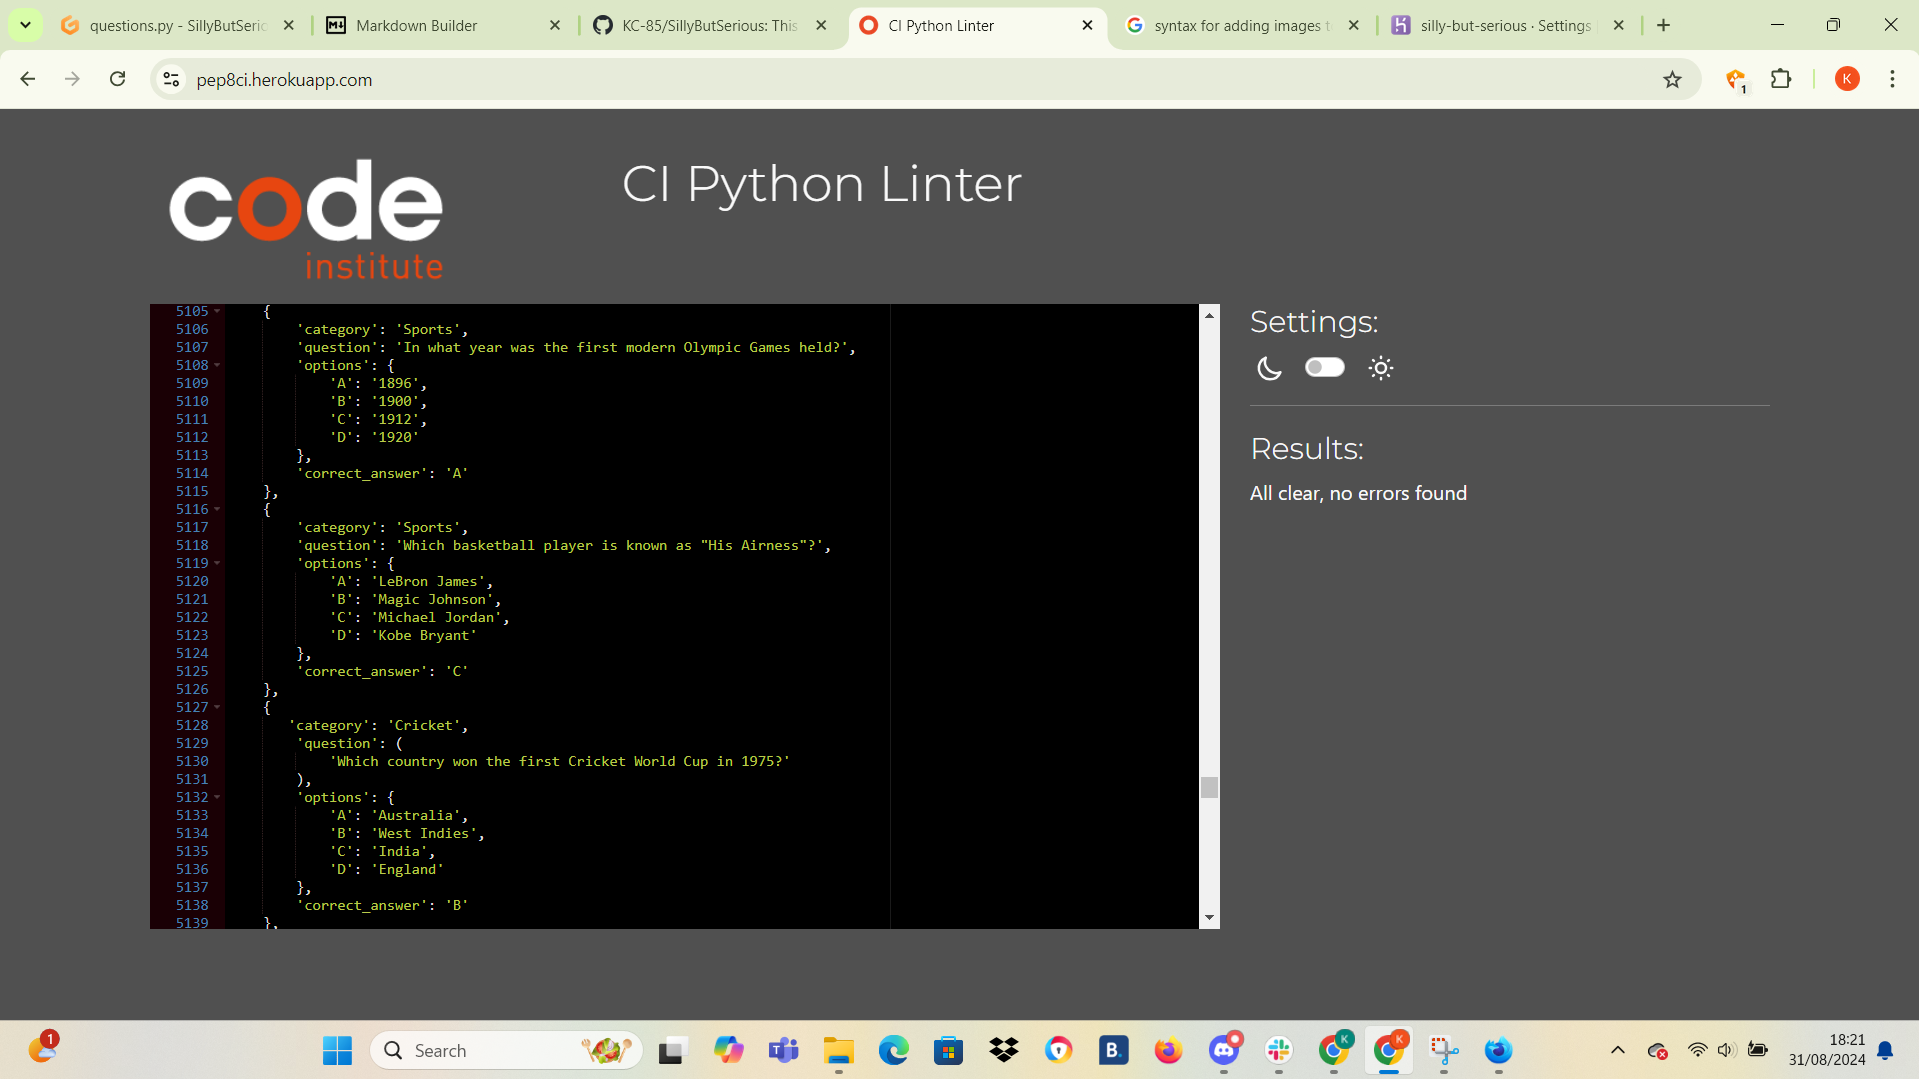 questions.py - SillyButSerio
Markdown Builder
KC-85/SillyButSerious: This
CI Python Linter
syntax for adding images t
silly-but-serious · Settings
pep8ci.herokuapp.com
1
K
code
institute
CI Python Linter
5105 {
5106 'category': 'Sports',
5107 'question': 'In what year was the first modern Olympic Games held?',
5108 'options': {
5109 'A': '1896',
5110 'B': '1900',
5111 'C': '1912',
5112 'D': '1920'
5113 },
5114 'correct_answer': 'A'
5115 },
5116 {
5117 'category': 'Sports',
5118 'question': 'Which basketball player is known as "His Airness"?',
5119 'options': {
5120 'A': 'LeBron James',
5121 'B': 'Magic Johnson',
5122 'C': 'Michael Jordan',
5123 'D': 'Kobe Bryant'
5124 },
5125 'correct_answer': 'C'
5126 },
5127 {
5128 'category': 'Cricket',
5129 'question': (
5130 'Which country won the first Cricket World Cup in 1975?'
5131 ),
5132 'options': {
5133 'A': 'Australia',
5134 'B': 'West Indies',
5135 'C': 'India',
5136 'D': 'England'
5137 },
5138 'correct_answer': 'B'
5139 },
Settings:
Results:
All clear, no errors found
1
Search
B.
K
K
18:21
31/08/2024